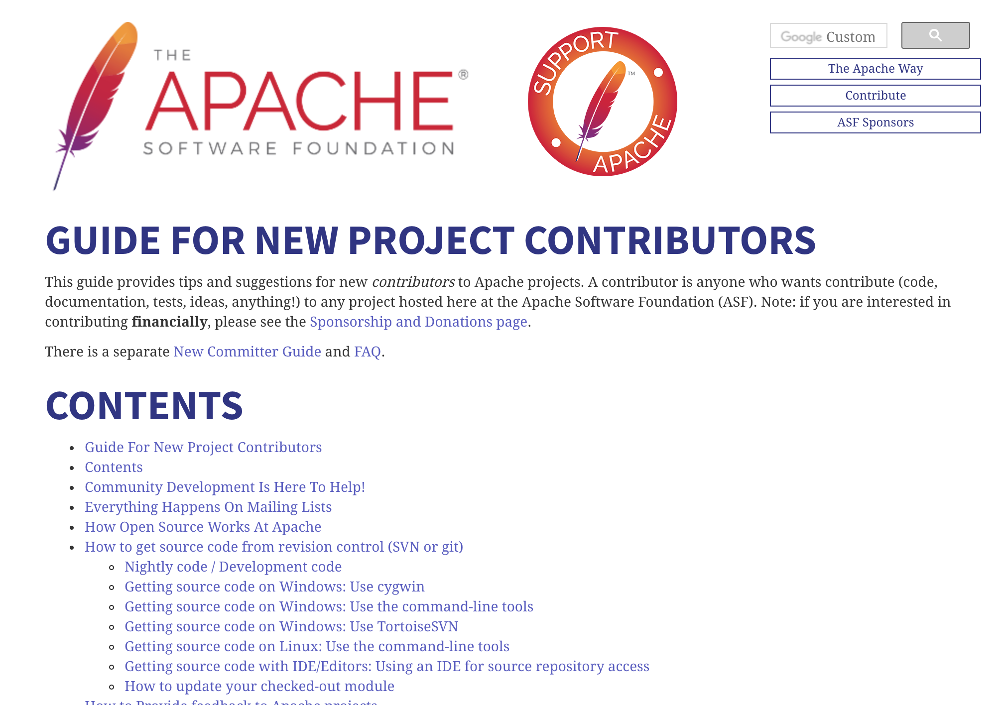 THE
APACHE®
SOFTWARE FOUNDATION
SUPPORT
™
APACHE
Google Custom
The Apache Way
Contribute
ASF Sponsors
GUIDE FOR NEW PROJECT CONTRIBUTORS
This guide provides tips and suggestions for new contributors to Apache projects. A contributor is anyone who wants contribute (code,
documentation, tests, ideas, anything!) to any project hosted here at the Apache Software Foundation (ASF). Note: if you are interested in
contributing financially, please see the Sponsorship and Donations page.
There is a separate New Committer Guide and FAQ.
CONTENTS
• Guide For New Project Contributors
• Contents
• Community Development Is Here To Help!
• Everything Happens On Mailing Lists
• How Open Source Works At Apache
• How to get source code from revision control (SVN or git)
◦ Nightly code / Development code
◦ Getting source code on Windows: Use cygwin
◦ Getting source code on Windows: Use the command-line tools
◦ Getting source code on Windows: Use TortoiseSVN
◦ Getting source code on Linux: Use the command-line tools
◦ Getting source code with IDE/Editors: Using an IDE for source repository access
◦ How to update your checked-out module
How to Provide feedback to Apache projects